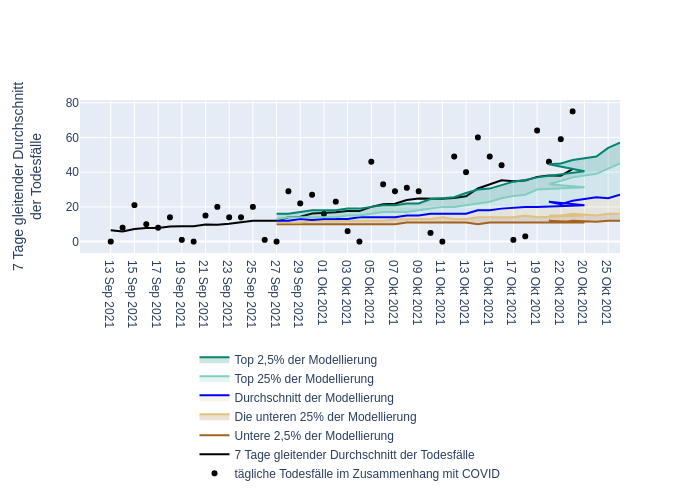 7 Tage gleitender Durchschnitt
der Todesfälle
80
60
40
20
0
13 Sep 2021
15 Sep 2021
17 Sep 2021
19 Sep 2021
21 Sep 2021
23 Sep 2021
25 Sep 2021
27 Sep 2021
29 Sep 2021
01 Okt 2021
03 Okt 2021
05 Okt 2021
07 Okt 2021
09 Okt 2021
11 Okt 2021
13 Okt 2021
15 Okt 2021
17 Okt 2021
19 Okt 2021
22 Okt 2021
20 Okt 2021
25 Okt 2021
Top 2,5% der Modellierung
Top 25% der Modellierung
Durchschnitt der Modellierung
Die unteren 25% der Modellierung
Untere 2,5% der Modellierung
7 Tage gleitender Durchschnitt der Todesfälle
tägliche Todesfälle im Zusammenhang mit COVID